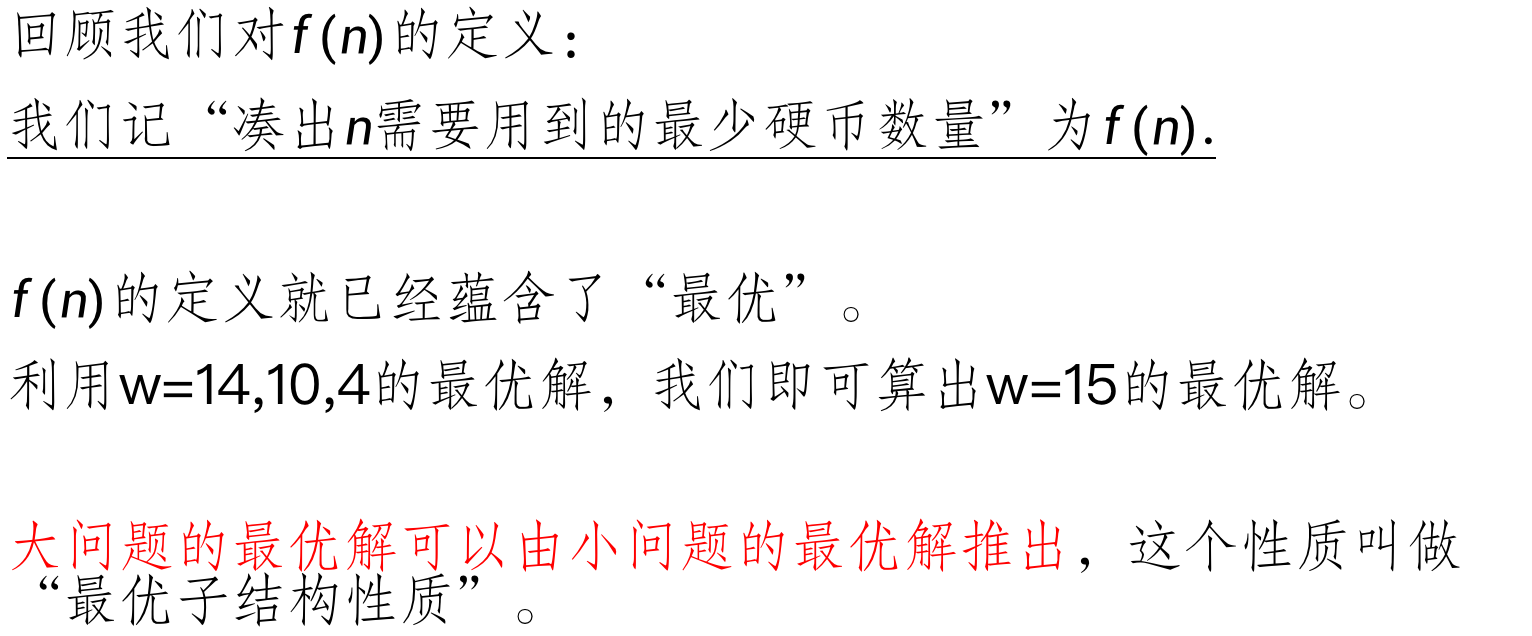 回顾我们对f(n)的定义：
我们记“凑出n需要用到的最少硬币数量”为f(n).
f(n)的定义就已经蕴含了“最优”。
利用w=14,10,4的最优解，我们即可算出w=15的最优解。
大问题的最优解可以由小问题的最优解推出，这个性质叫做
“最优子结构性质”。